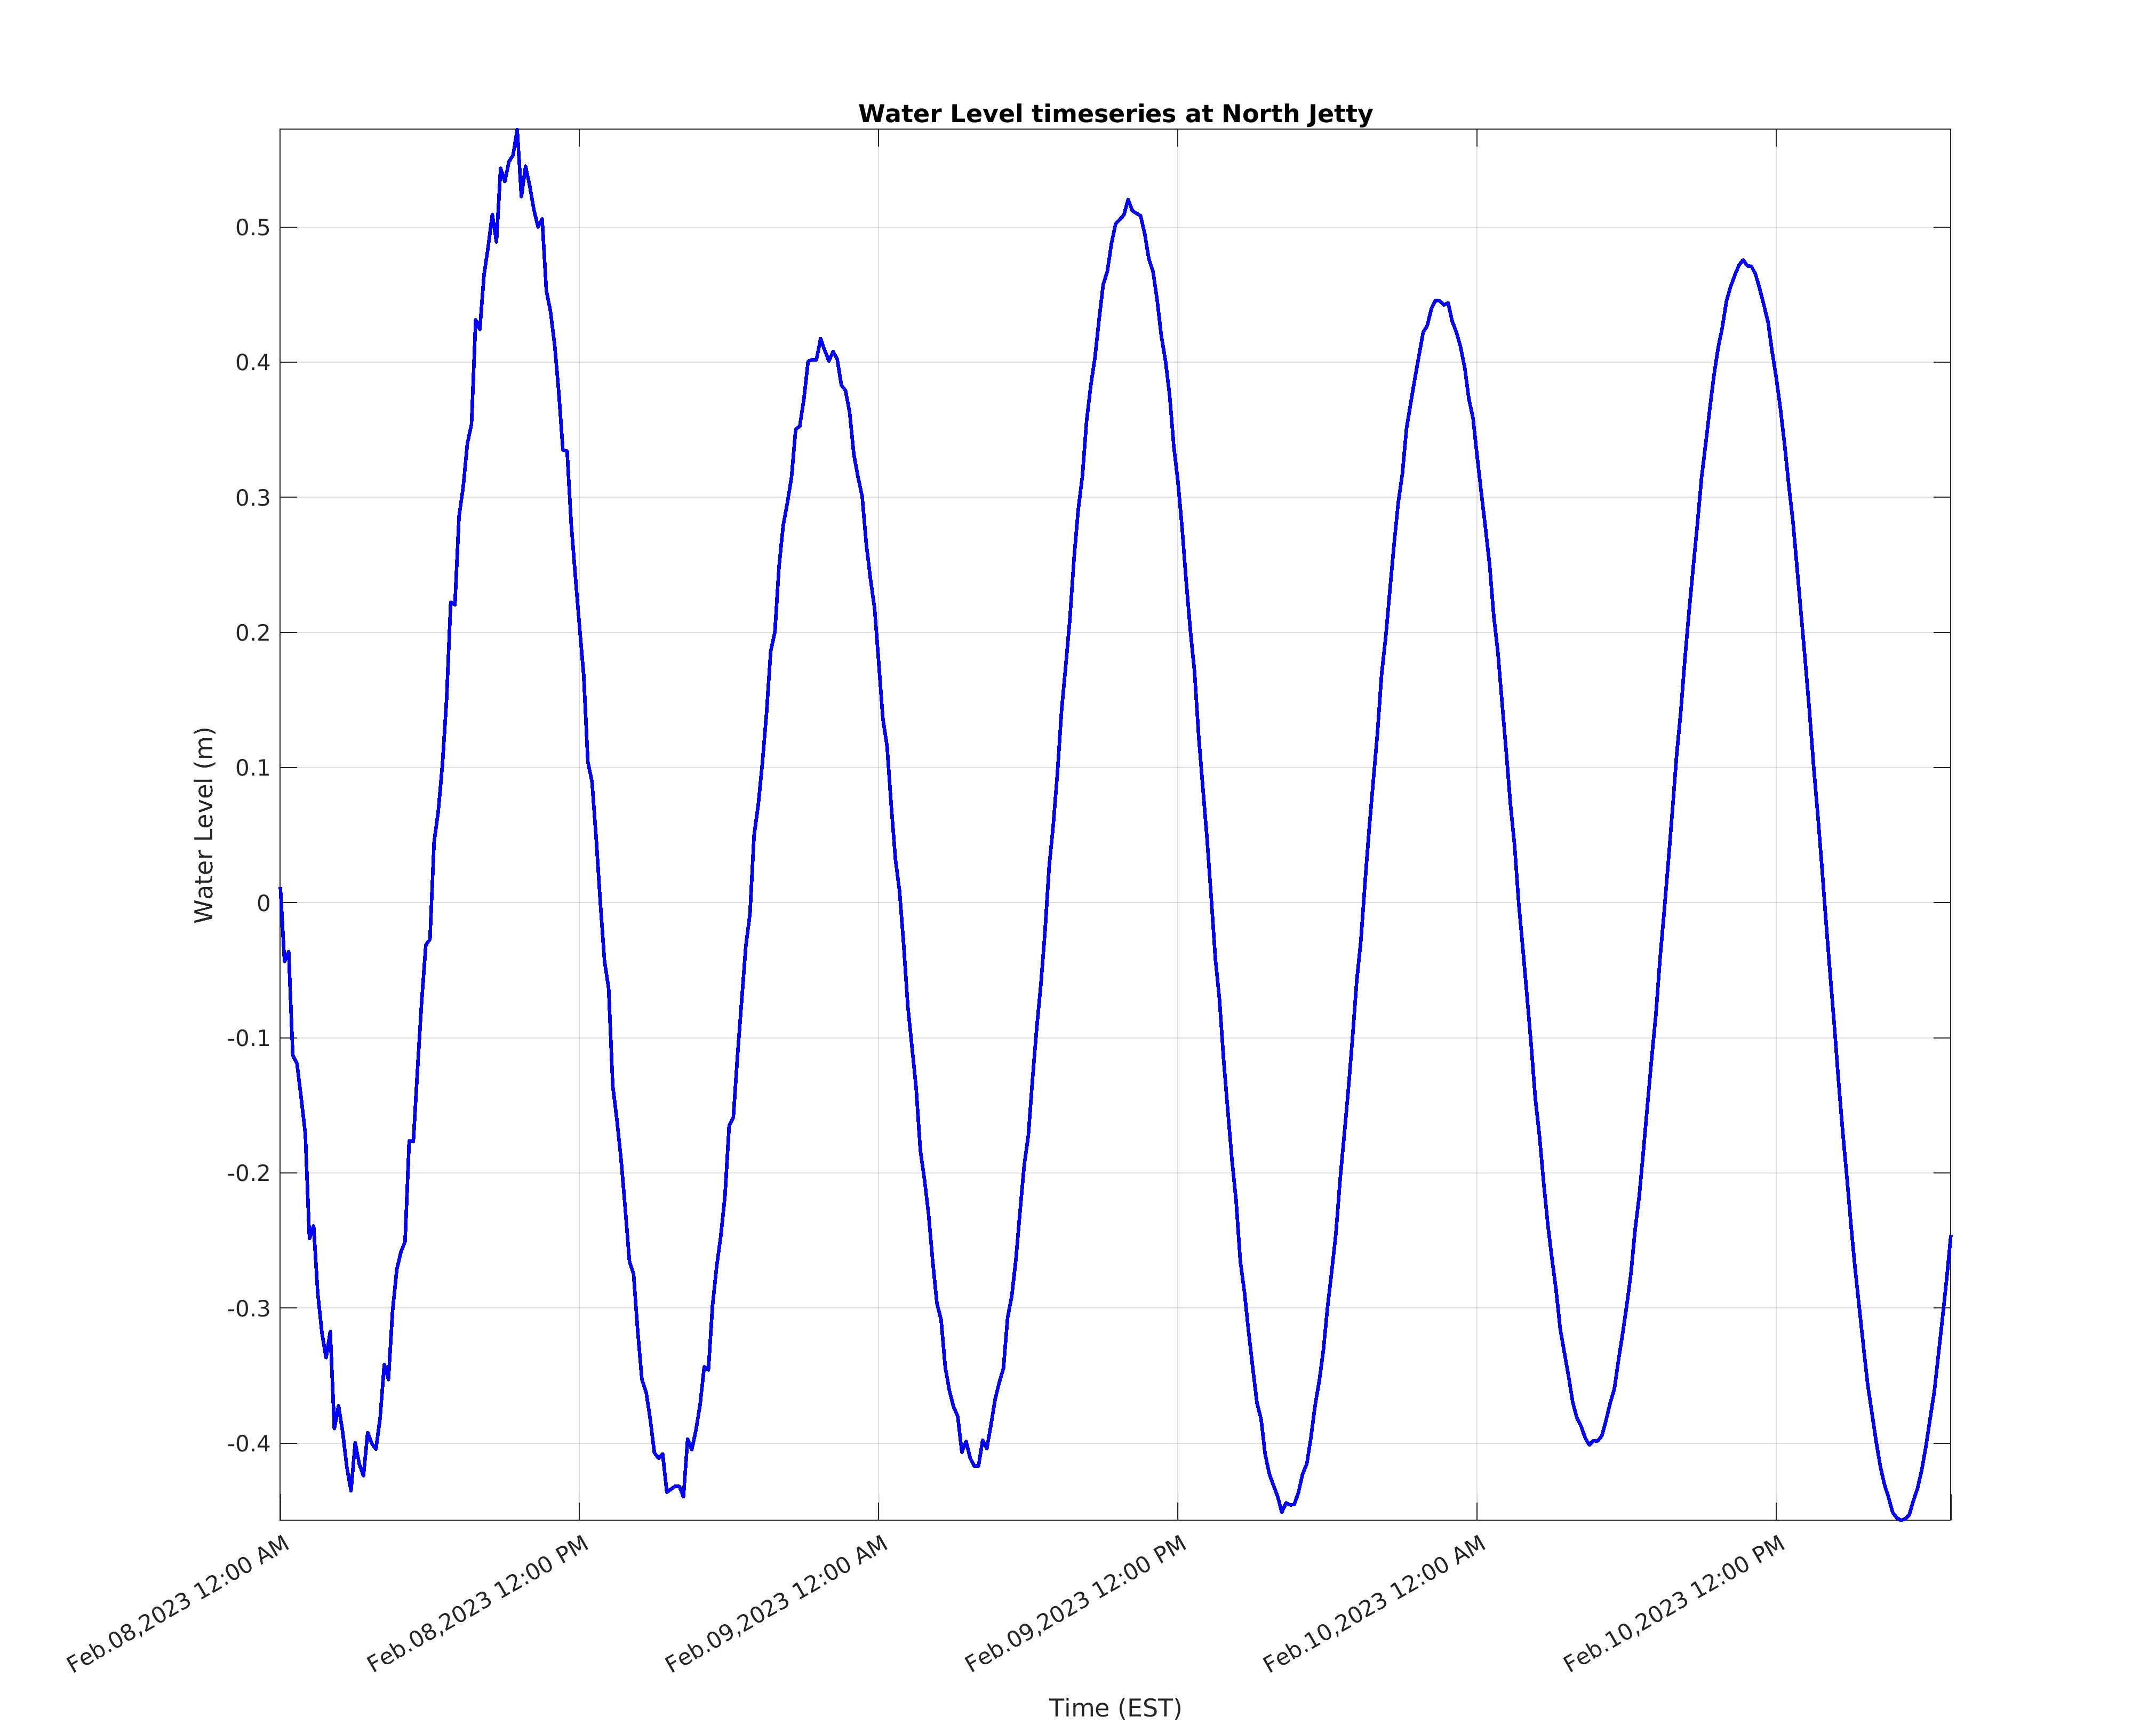 Water Level timeseries at North Jetty
Water Level (m)
0.5
0.4
0.3
0.2
0.1
0
-0.1
-0.2
-0.3
-0.4
Feb.08,2023 12:00 AM
Feb.08,2023 12:00 PM
Feb.09,2023 12:00 AM
Feb.09,2023 12:00 PM
Feb.10,2023 12:00 AM
Feb.10,2023 12:00 PM
Time (EST)